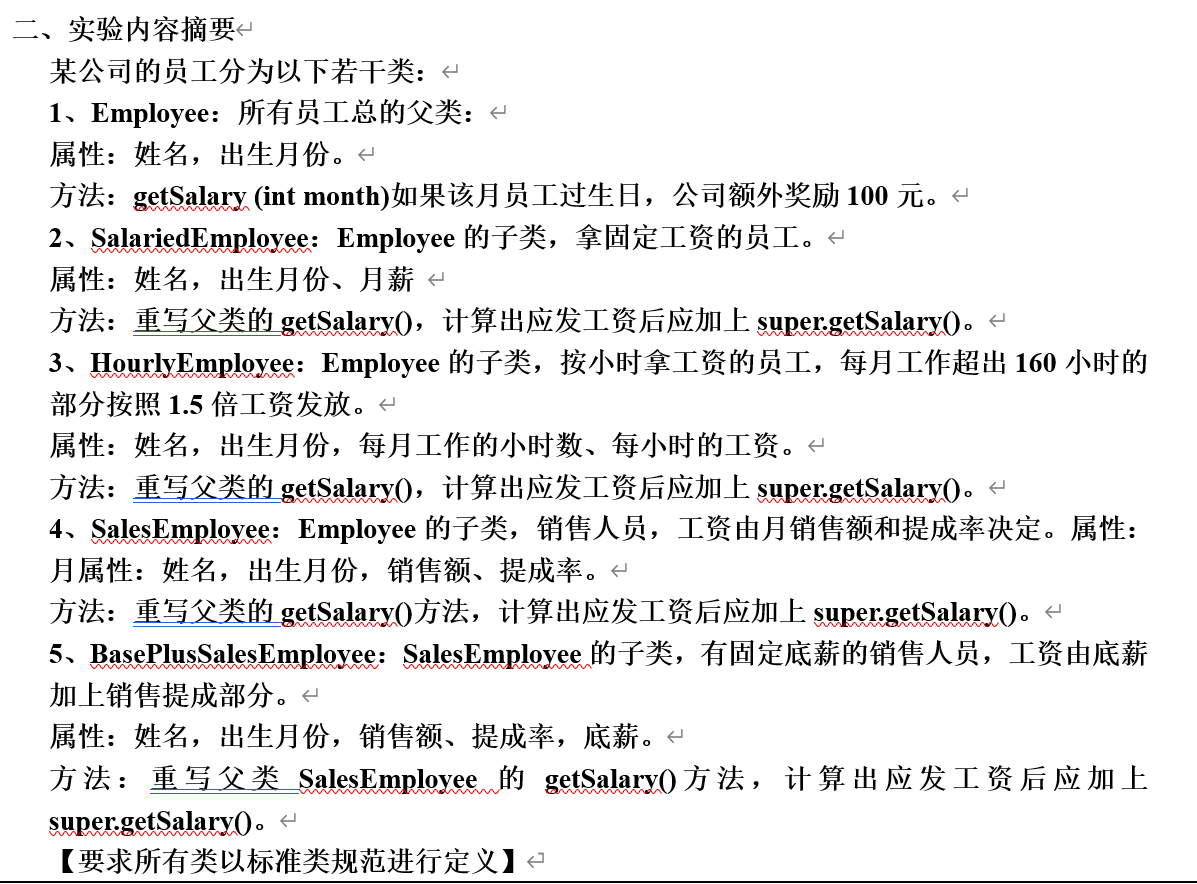 二、实验内容摘要
某公司的员工分为以下若干类：
1、Employee：所有员工总的父类：
属性：姓名，出生月份。
方法：getSalary (int month)如果该月员工过生日，公司额外奖励 100 元。
2、SalariedEmployee：Employee 的子类，拿固定工资的员工。
属性：姓名，出生月份、月薪
方法：重写父类的 getSalary()，计算出应发工资后应加上 super.getSalary()。
3、HourlyEmployee：Employee 的子类，按小时拿工资的员工，每月工作超出 160 小时的
部分按照 1.5 倍工资发放。
属性：姓名，出生月份，每月工作的小时数、每小时的工资。
方法：重写父类的 getSalary()，计算出应发工资后应加上 super.getSalary()。
4、SalesEmployee：Employee 的子类，销售人员，工资由月销售额和提成率决定。属性：
月属性：姓名，出生月份，销售额、提成率。
方法：重写父类的 getSalary()方法，计算出应发工资后应加上 super.getSalary()。
5、BasePlusSalesEmployee：SalesEmployee 的子类，有固定底薪的销售人员，工资由底薪
加上销售提成部分。
属性：姓名，出生月份，销售额、提成率，底薪。
方法：重写父类 SalesEmployee 的 getSalary()方法，计算出应发工资后应加上
super.getSalary()。
【要求所有类以标准类规范进行定义】